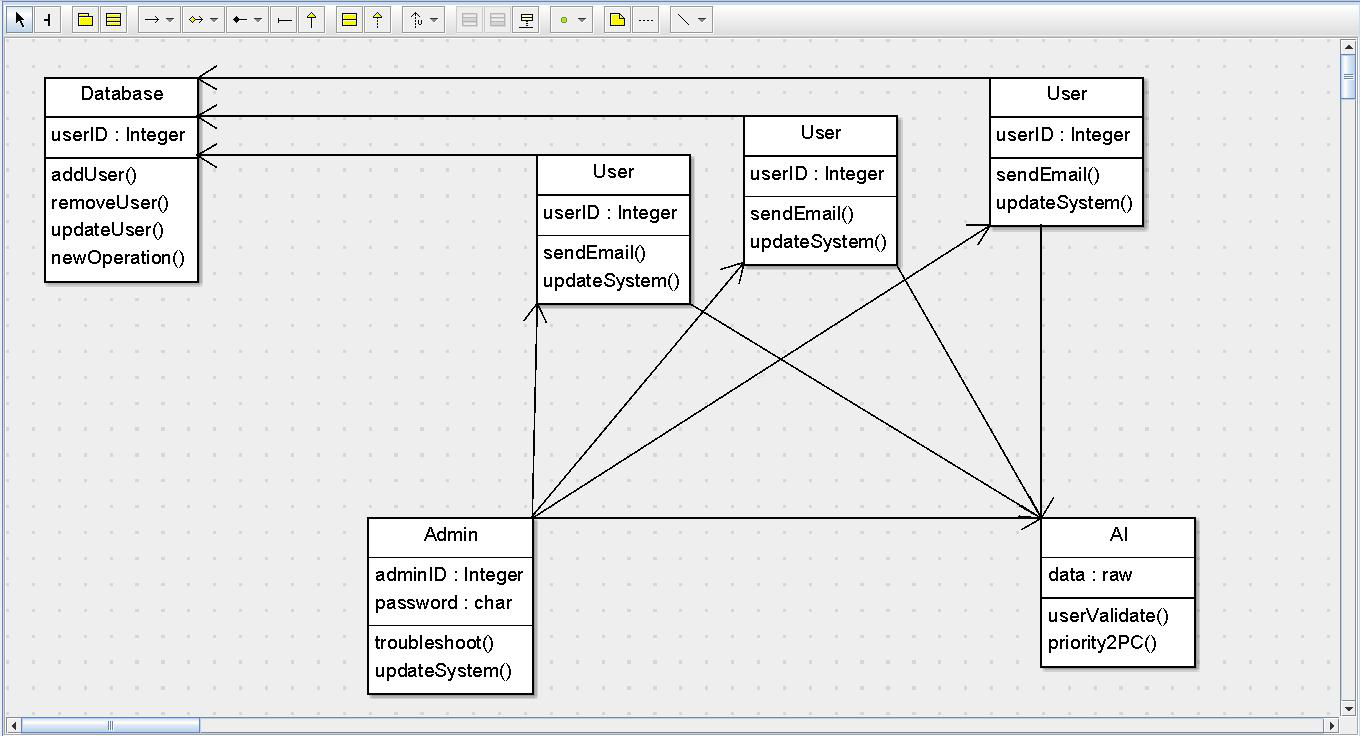 Database
userID : Integer
addUser()
removeUser()
updateUser()
newOperation()
User
userID : Integer
sendEmail()
updateSystem()
User
userID : Integer
sendEmail()
updateSystem()
User
userID : Integer
sendEmail()
updateSystem()
Admin
adminID : Integer
password : char
troubleshoot()
updateSystem()
AI
data : raw
userValidate()
priority2PC()